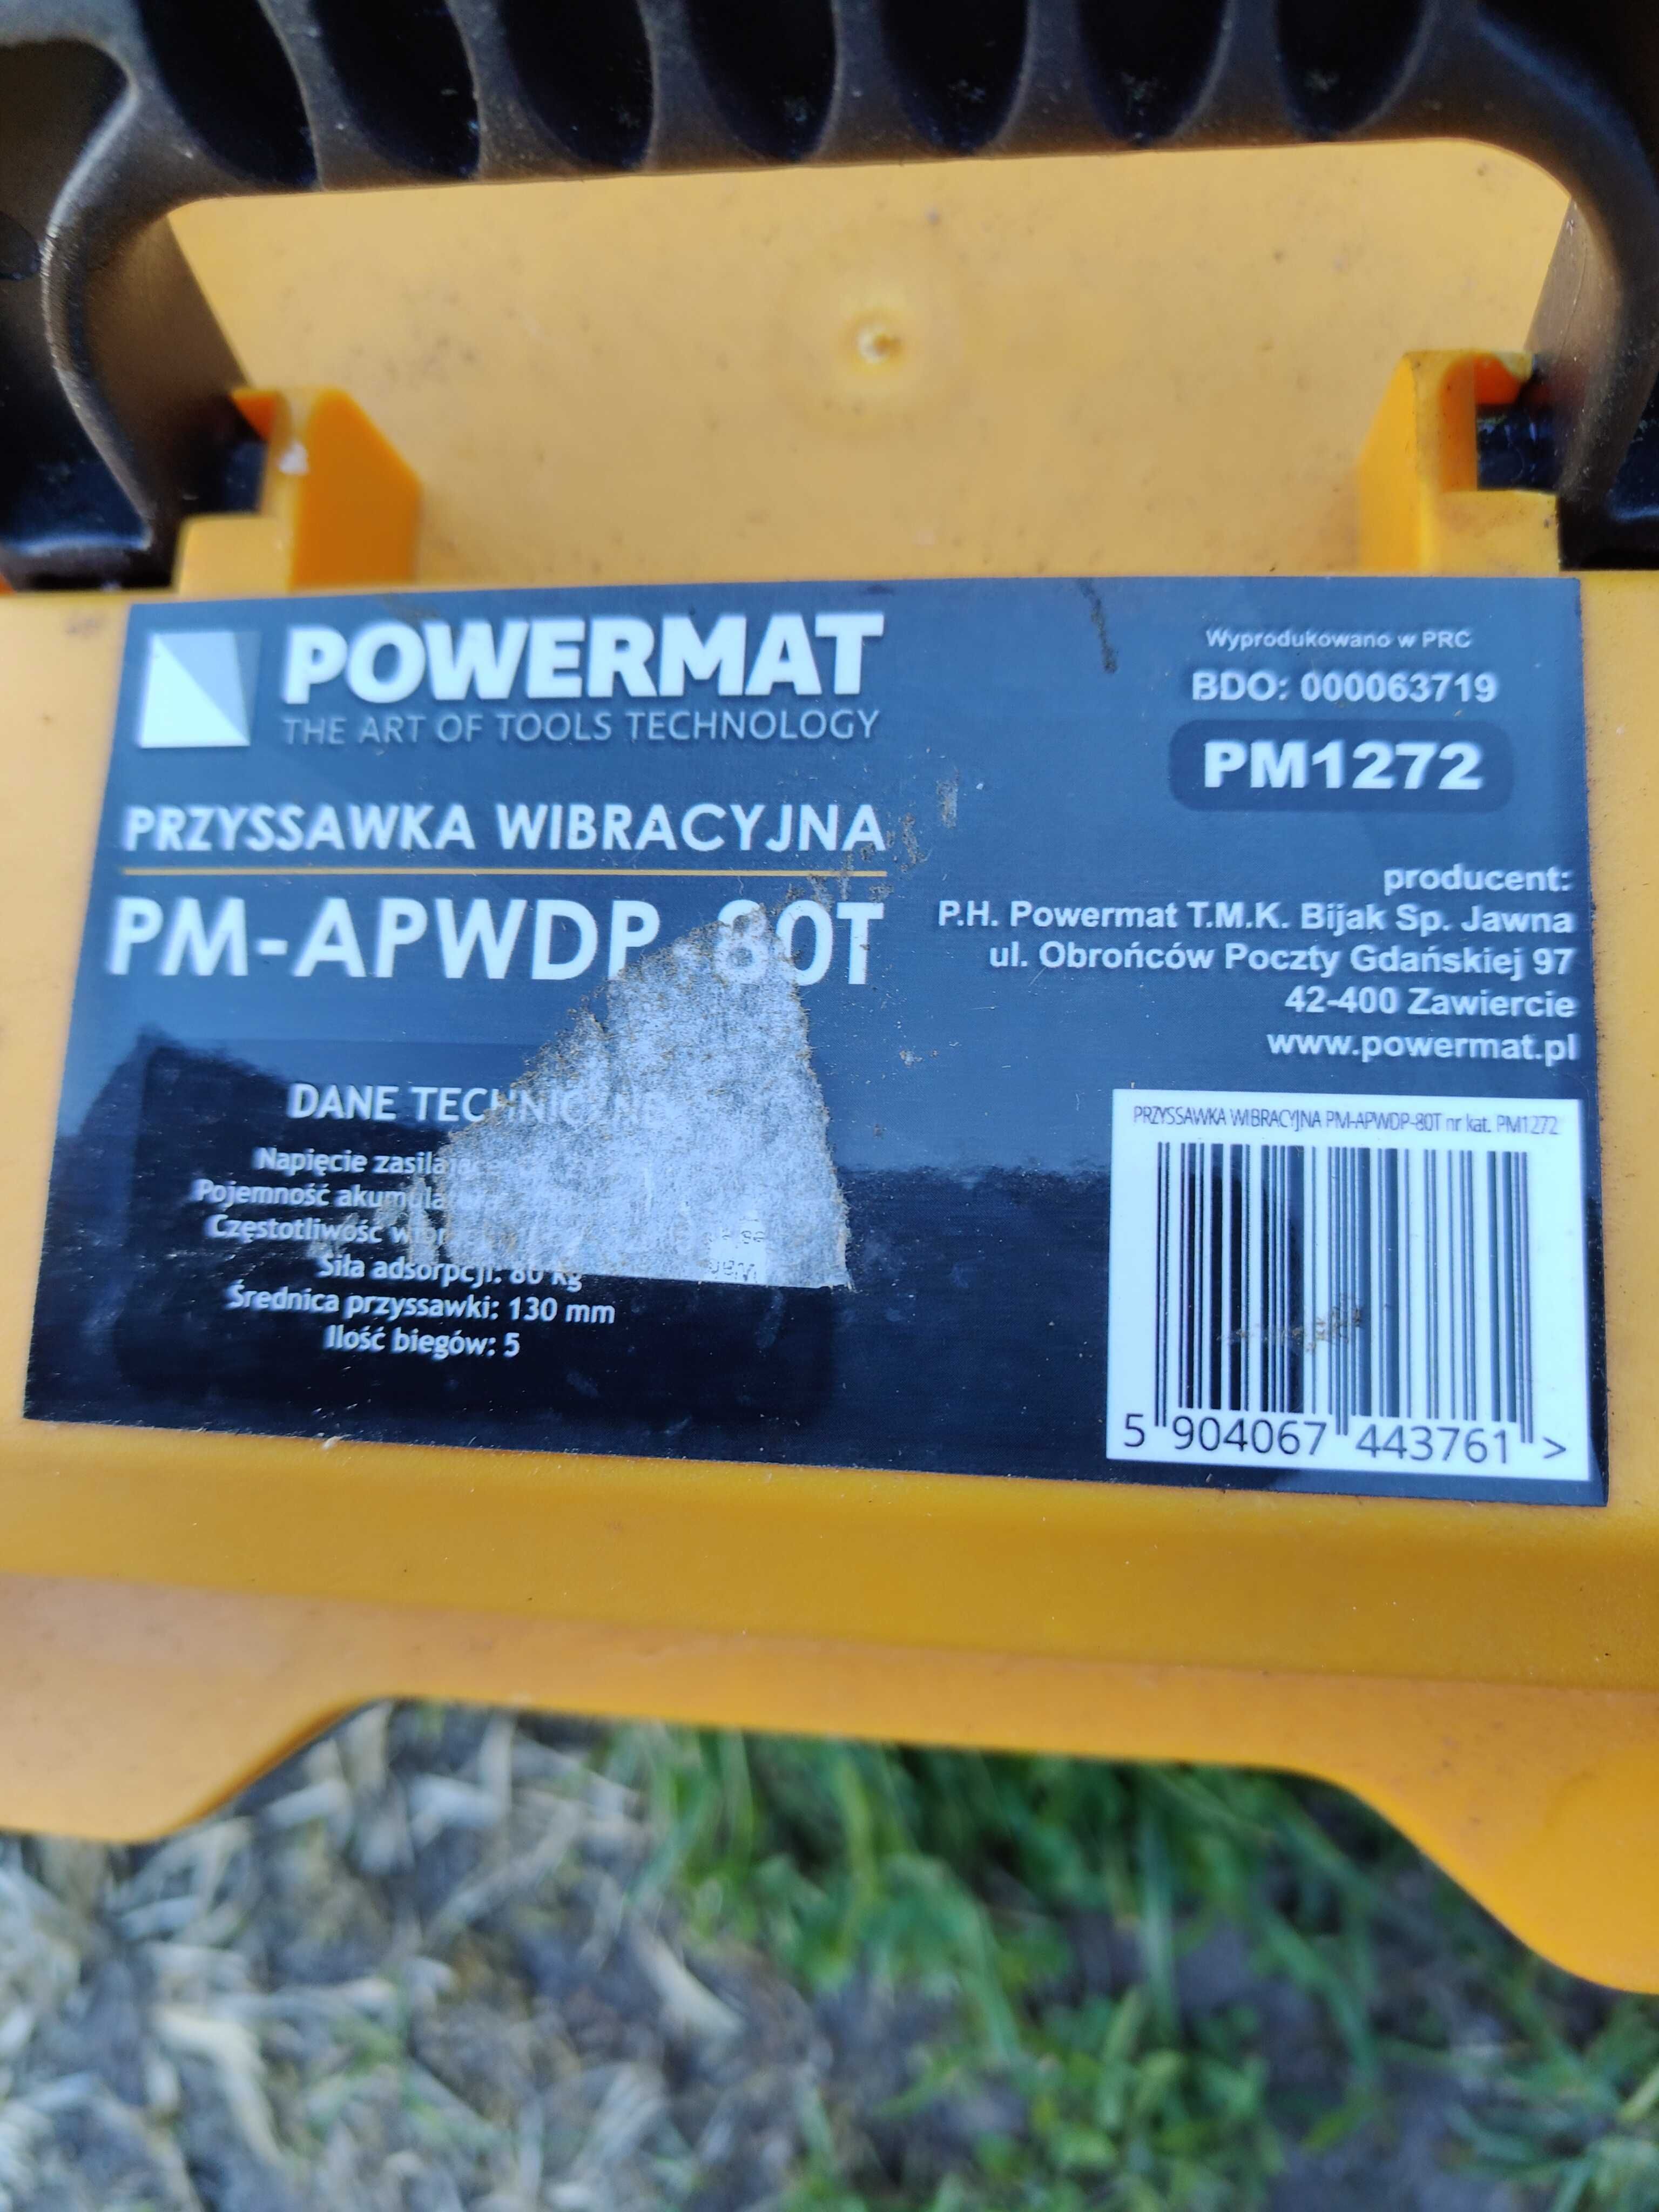 POWERMAT
THE ART OF TOOLS TECHNOLOGY
PRZYSSAWKA WIBRACYJNA
PM-APWDP-80T
DANE TECHNICZNE
Napięcie
Pojemność
Częstotliwość
Siła adsorpcji: 80 kg
Średnica przyssawki: 130 mm
Ilość biegów: 5
Wyprodukowano w PRC
BDO: 000063719
PM1272
producent:
P.H. Powermat T.M.K. Bijak Sp. Jawna
ul. Obrońców Poczty Gdańskiej 97
42-400 Zawiercie
www.powermat.pl
PRZYSSAWKA WIBRACYJNA PM-APWDP-80T nr kat. PM1272
5 904067 443761 >